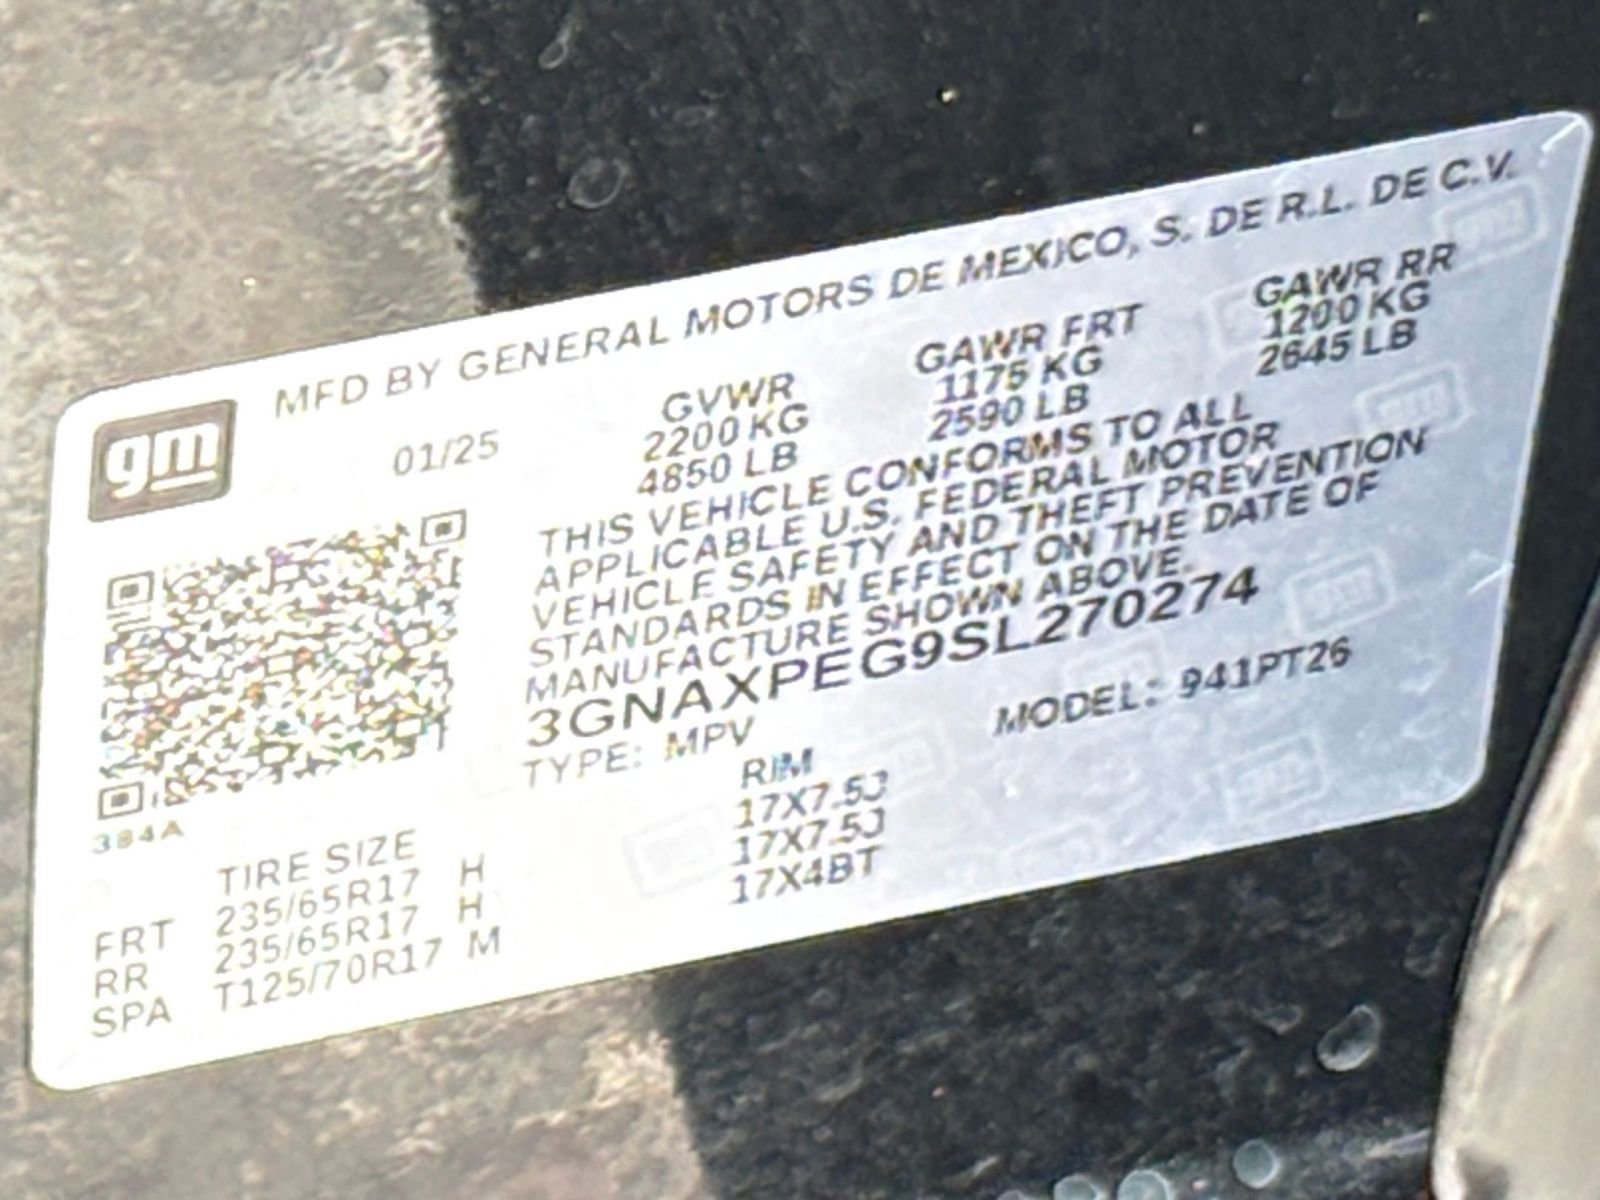 MFD BY GENERAL MOTORS DE MEXICO, S. DE R.L. DE C.V.
gm
01/25
GVWR GAWR FRT GAWR RR
2200 KG 1175 KG 1200 KG
4850 LB 2590 LB 2645 LB
THIS VEHICLE CONFORMS TO ALL
APPLICABLE U.S. FEDERAL MOTOR
VEHICLE SAFETY AND THEFT PREVENTION
STANDARDS IN EFFECT ON THE DATE OF
MANUFACTURE SHOWN ABOVE.
3GNAXPEG9SL270274
TYPE: MPV MODEL: 941PT26
384A
TIRE SIZE RIM
FRT 235/65R17 H 17X7.5J
RR 235/65R17 H 17X7.5J
SPA T125/70R17 M 17X4BT